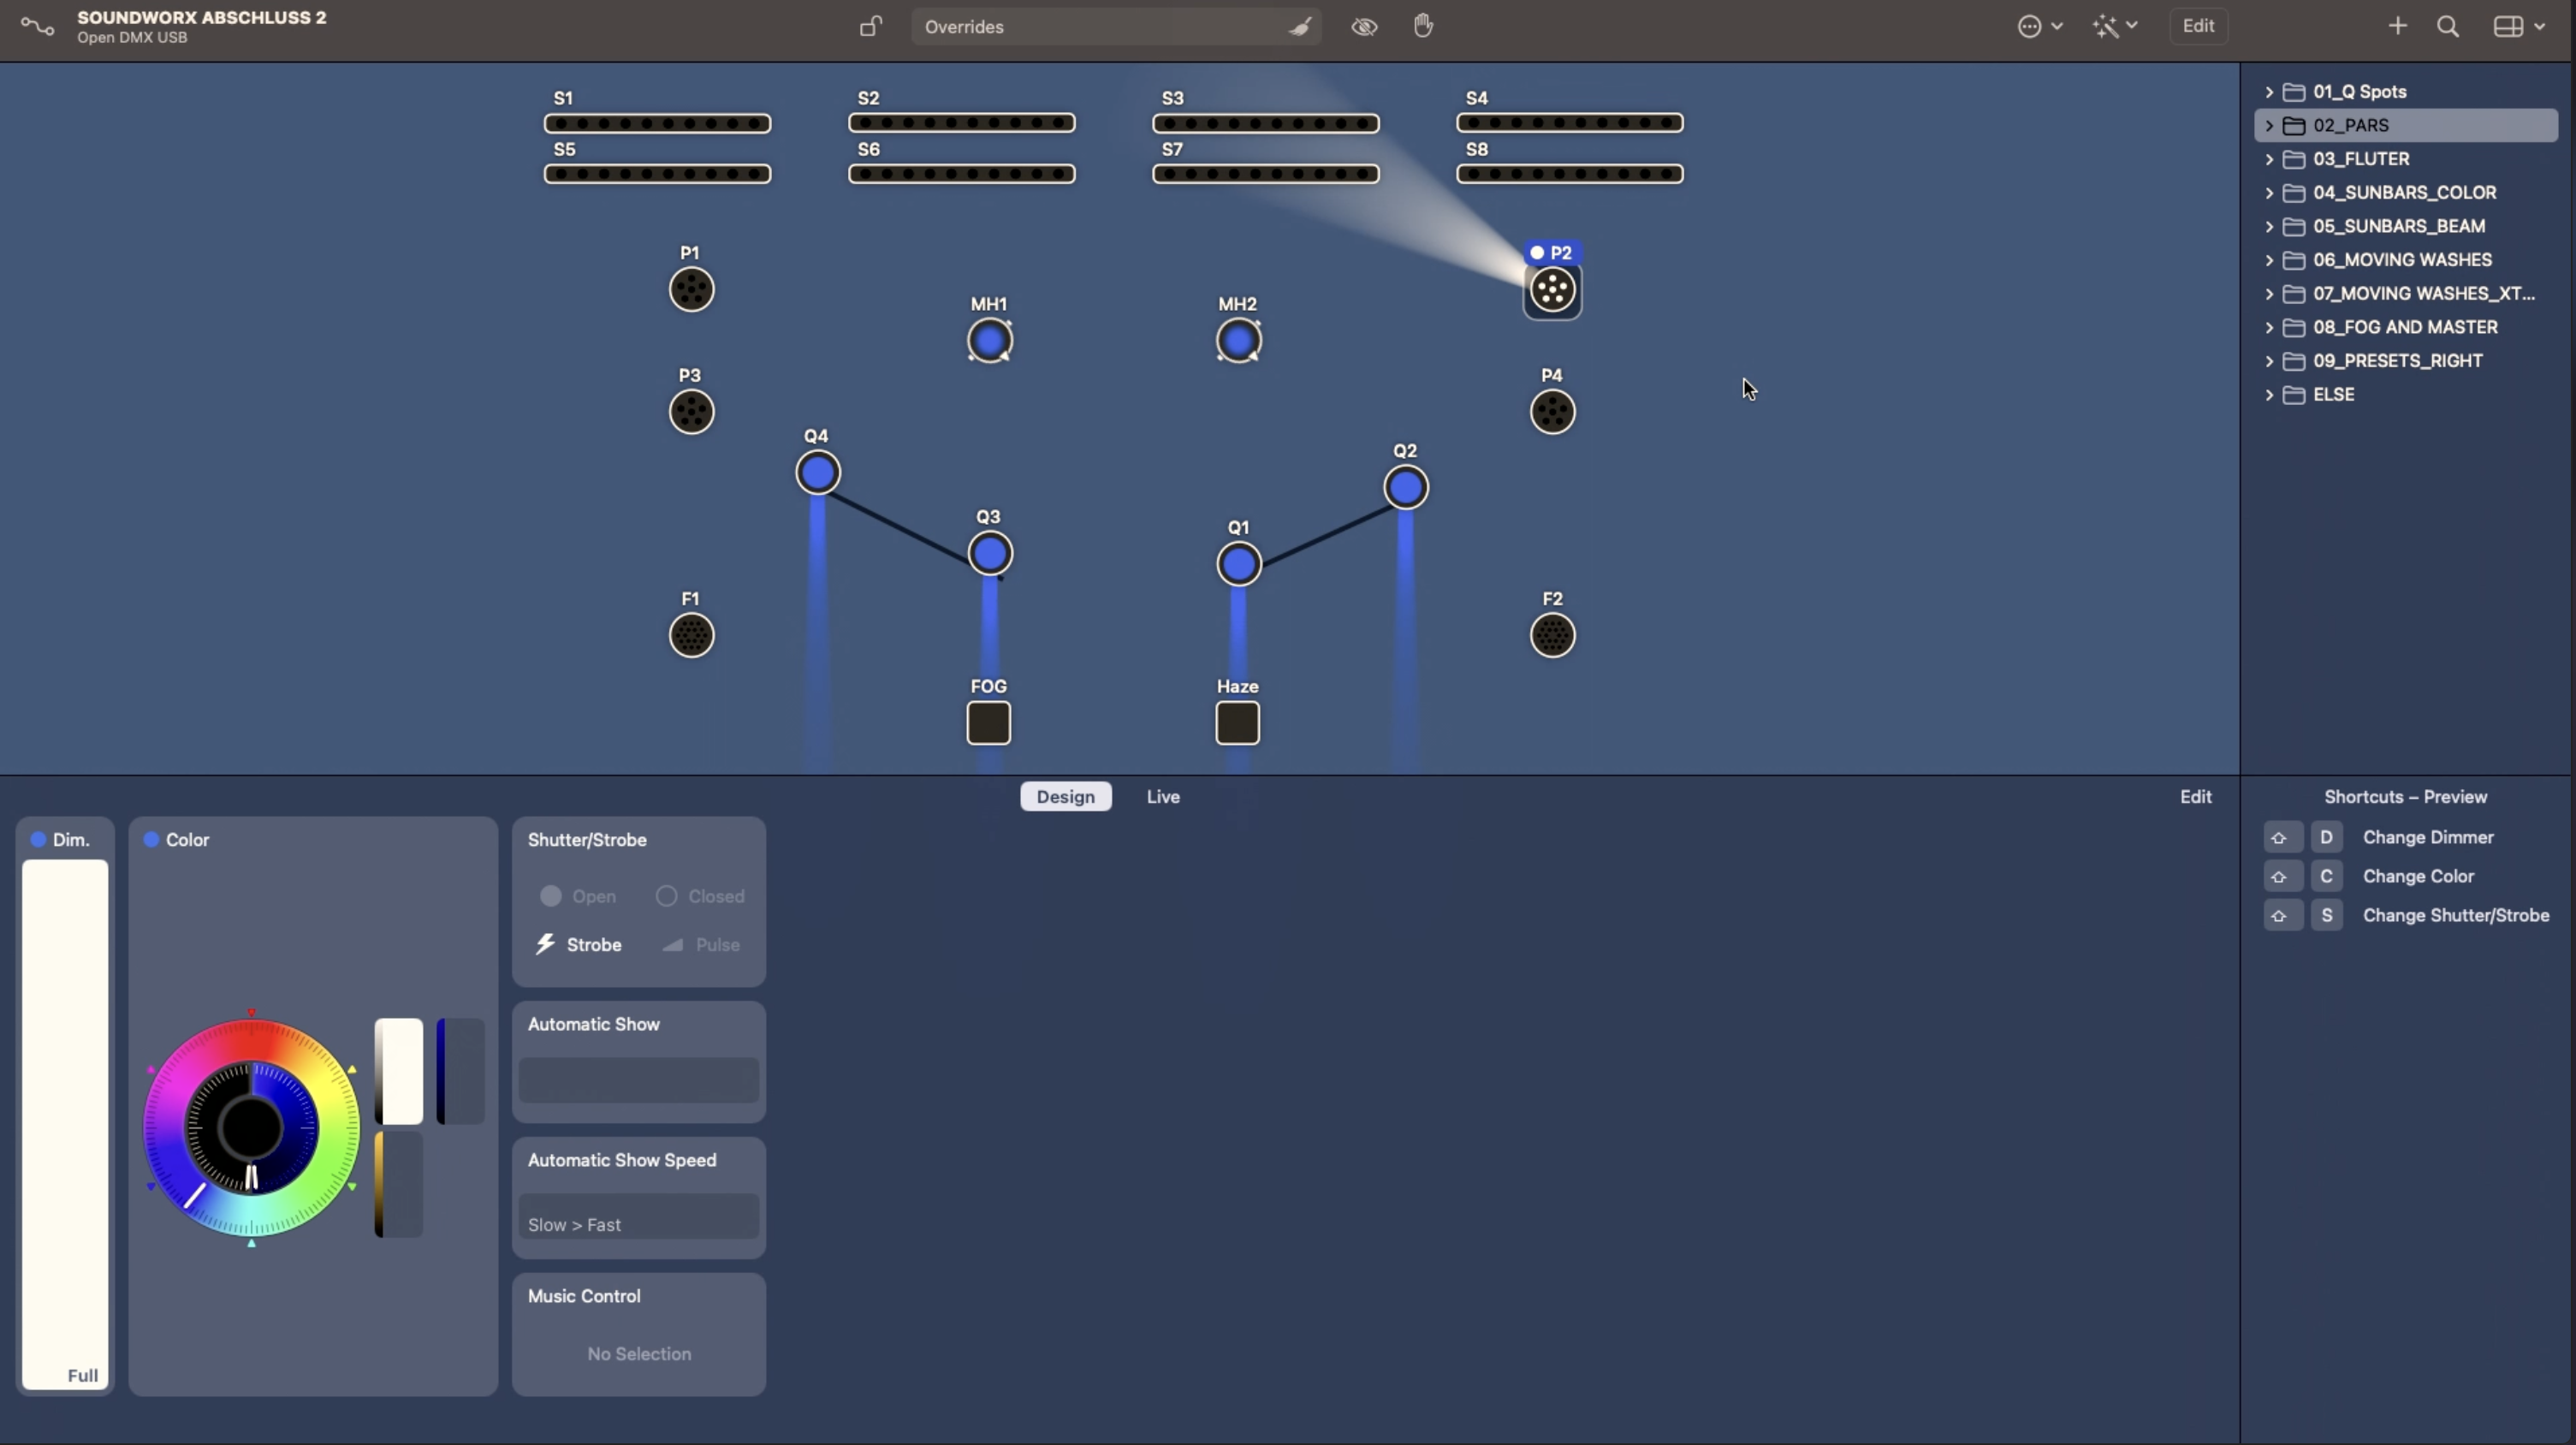 SOUNDWORX ABSCHLUSS 2
Open DMX USB
Overrides
Edit
S1
S2
S3
S4
S5
S6
S7
S8
P1
P2
MH1
MH2
P3
P4
Q4
Q2
Q3
Q1
F1
F2
FOG
Haze
01_Q Spots
02_PARS
03_FLUTER
04_SUNBARS_COLOR
05_SUNBARS_BEAM
06_MOVING WASHES
07_MOVING WASHES_XT...
08_FOG AND MASTER
09_PRESETS_RIGHT
ELSE
Design
Live
Edit
Dim.
Full
Color
Shutter/Strobe
Open
Closed
Strobe
Pulse
Automatic Show
Automatic Show Speed
Slow > Fast
Music Control
No Selection
Shortcuts – Preview
D Change Dimmer
C Change Color
S Change Shutter/Strobe